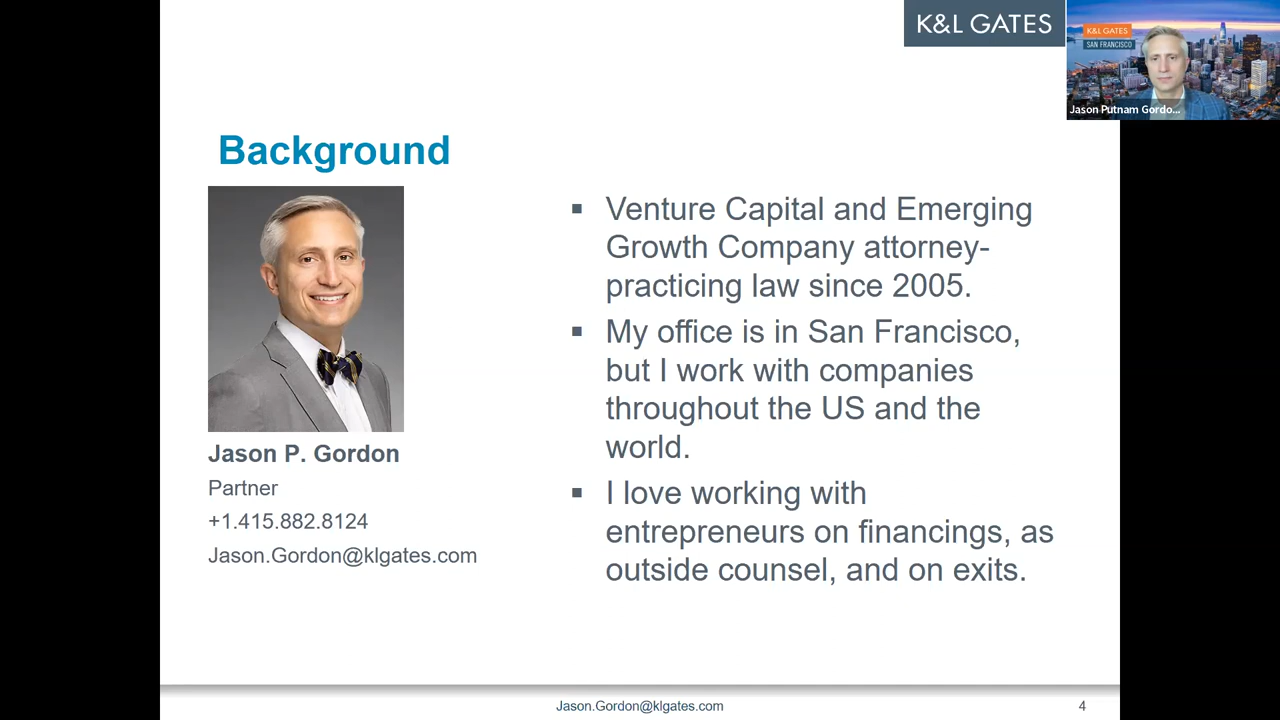 K&L GATES
K&L GATES
SAN FRANCISCO
Jason Putnam Gordo...
Background
Jason P. Gordon
Partner
+1.415.882.8124
Jason.Gordon@klgates.com
▪ Venture Capital and Emerging
Growth Company attorney-
practicing law since 2005.
▪ My office is in San Francisco,
but I work with companies
throughout the US and the
world.
▪ I love working with
entrepreneurs on financings, as
outside counsel, and on exits.
Jason.Gordon@klgates.com
4